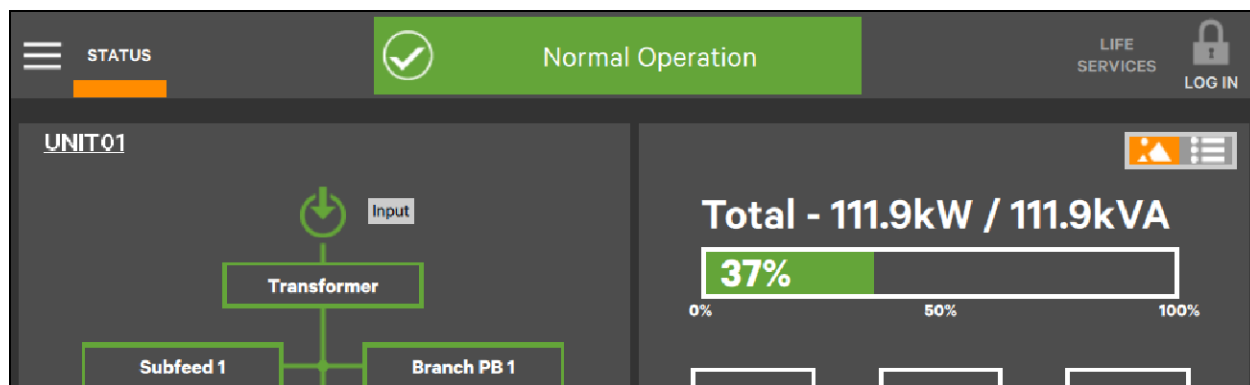 STATUS
Normal Operation
LIFE
SERVICES
LOG IN
UNIT01
Input
Transformer
Subfeed 1
Branch PB 1
Total - 111.9kW / 111.9kVA
37%
0%
50%
100%